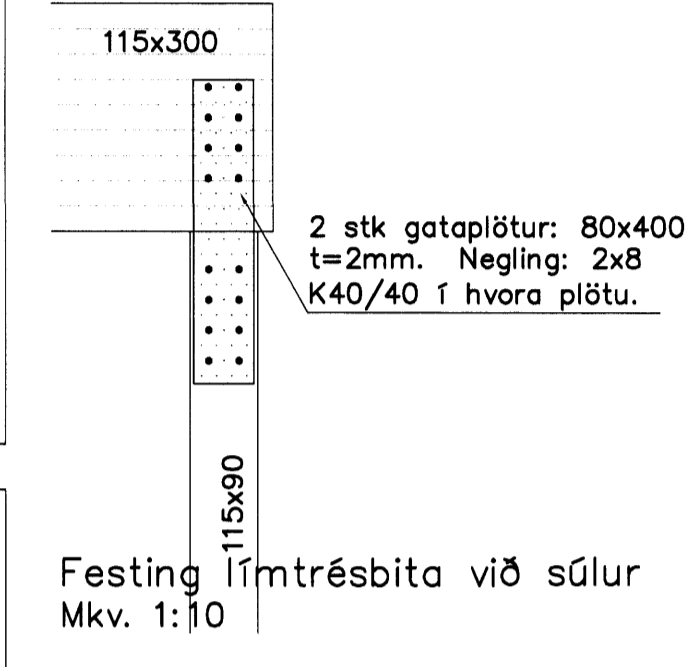 115x300
2 stk gataplötur: 80x400
t=2mm. Negling: 2x8
K40/40 í hvora plötu.
115x90
Festing límtrésbita við súlur
Mkv. 1:10